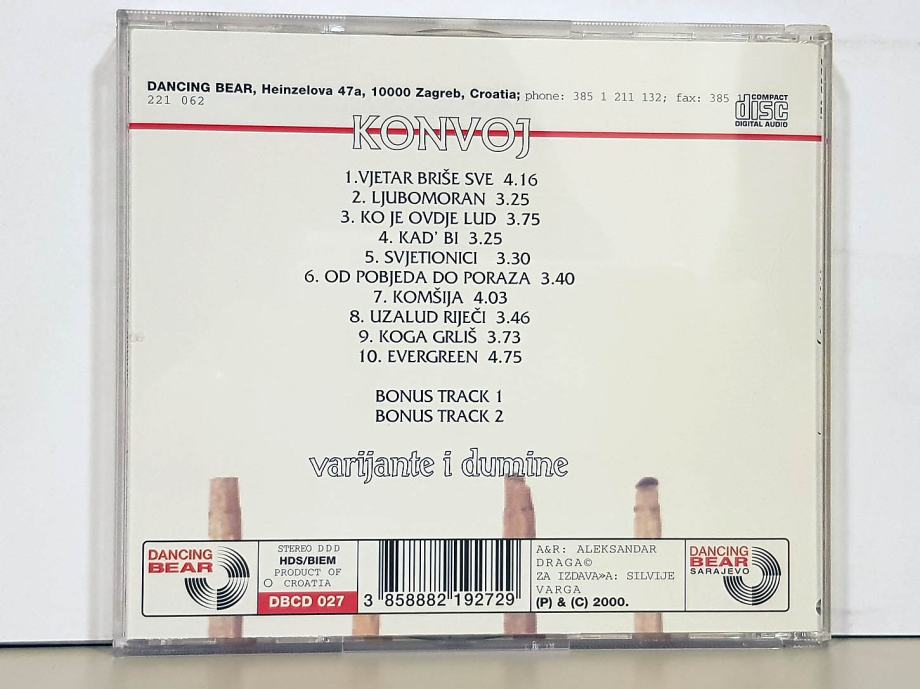 DANCING BEAR, Heinzelova 47a, 10000 Zagreb, Croatia; phone: 385 1 211 132; fax: 385 1
221 062
COMPACT
disc
DIGITAL AUDIO
KONVOJ
1.VJETAR BRIŠE SVE 4.16
2. LJUBOMORAN 3.25
3. KO JE OVDJE LUD 3.75
4. KAD' BI 3.25
5. SVJETIONICI 3.30
6. OD POBJEDA DO PORAZA 3.40
7. KOMŠIJA 4.03
8. UZALUD RIJEČI 3.46
9. KOGA GRLIŠ 3.73
10. EVERGREEN 4.75
BONUS TRACK 1
BONUS TRACK 2
varijante i dumine
DANCING
BEAR
STEREO DDD
HDS/BIEM
PRODUCT OF
CROATIA
DBCD 027
3 858882 192729
A&R: ALEKSANDAR
DRAGA©
ZA IZDAVA»A: SILVIJE
VARGA
(P) & (C) 2000.
DANCING
BEAR
SARAJEVO